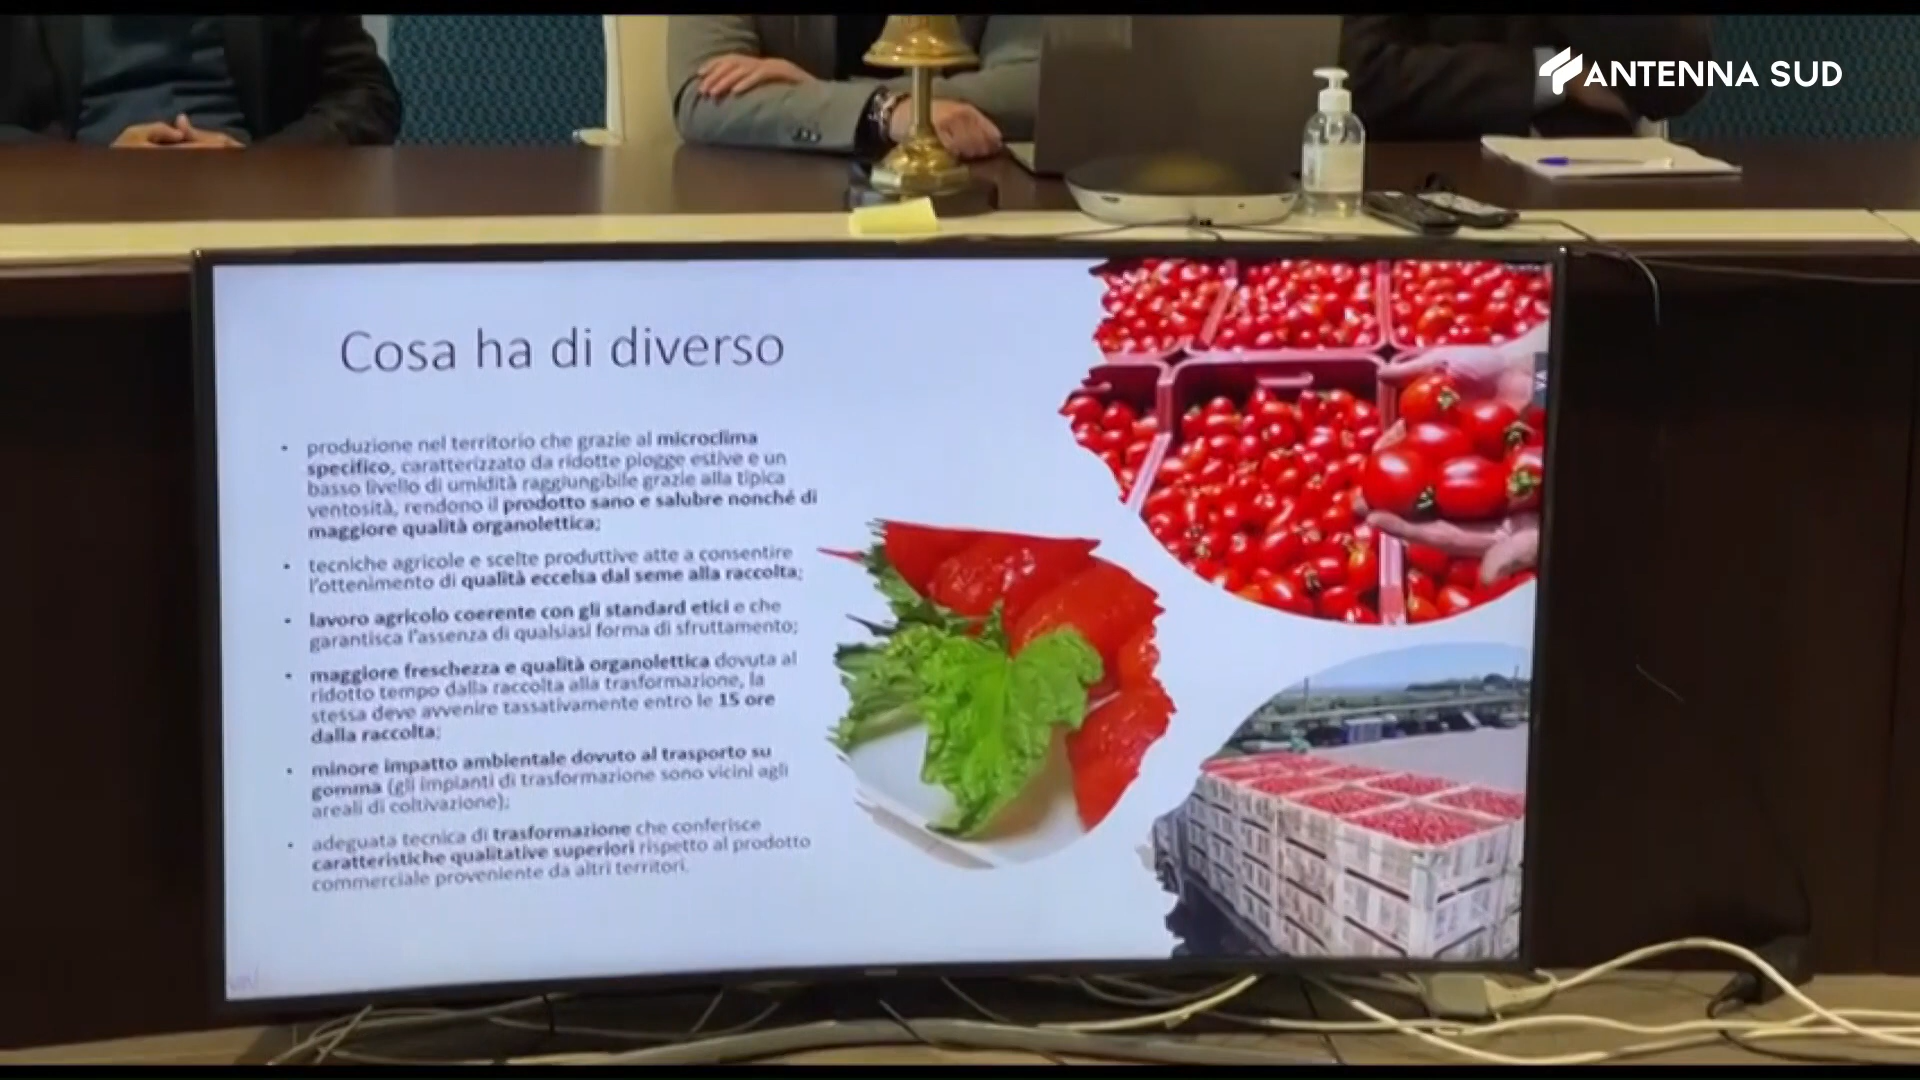 ANTENNA SUD
Cosa ha di diverso
• produzione nel territorio che grazie al microclima
specifico, caratterizzato da ridotte piogge estive e un
basso livello di umidità raggiungibile grazie alla tipica
ventosità, rendono il prodotto sano e salubre nonché di
maggiore qualità organolettica;
• tecniche agricole e scelte produttive atte a consentire
l'ottenimento di qualità eccelsa dal seme alla raccolta;
• lavoro agricolo coerente con gli standard etici e che
garantisca l'assenza di qualsiasi forma di sfruttamento;
• maggiore freschezza e qualità organolettica dovuta al
ridotto tempo dalla raccolta alla trasformazione, la
stessa deve avvenire tassativamente entro le 15 ore
dalla raccolta;
• minore impatto ambientale dovuto al trasporto su
gomma (gli impianti di trasformazione sono vicini agli
areali di coltivazione);
• adeguata tecnica di trasformazione che conferisce
caratteristiche qualitative superiori rispetto al prodotto
commerciale proveniente da altri territori.